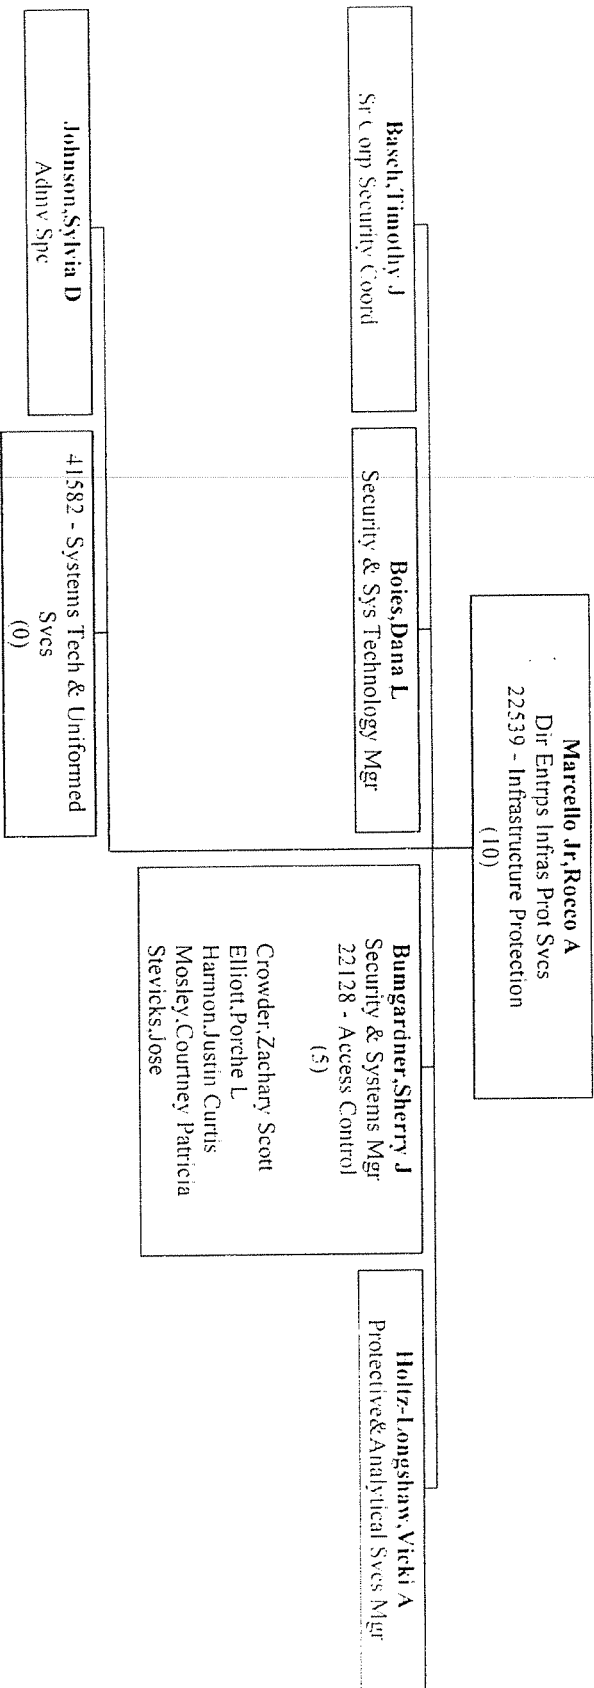 Marcello Jr,Rocco A
Dir Entrps Infras Prot Svcs
22539 - Infrastructure Protection
(10)
Basch,Timothy J
Sr Corp Security Coord
Boies,Dana L
Security & Sys Technology Mgr
Bumgardner,Sherry J
Security & Systems Mgr
22128 - Access Control
(5)
Crowder,Zachary Scott
Elliott,Porche L
Harmon,Justin Curtis
Mosley,Courtney Patricia
Stevicks,Jose
Holtz-Longshaw,Vicki A
Protective&Analytical Svcs Mgr
Johnson,Sylvia D
Admv Spc
41582 - Systems Tech & Uniformed
Svcs
(0)